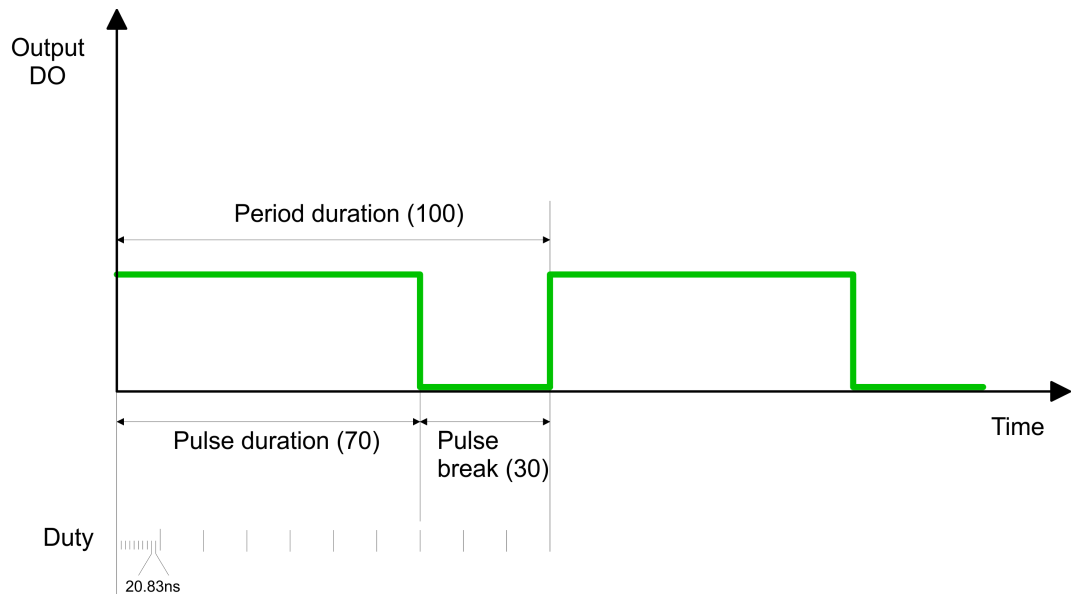 Output
DO
Period duration (100)
Time
Pulse duration (70)
Pulse
break (30)
Duty
20.83ns